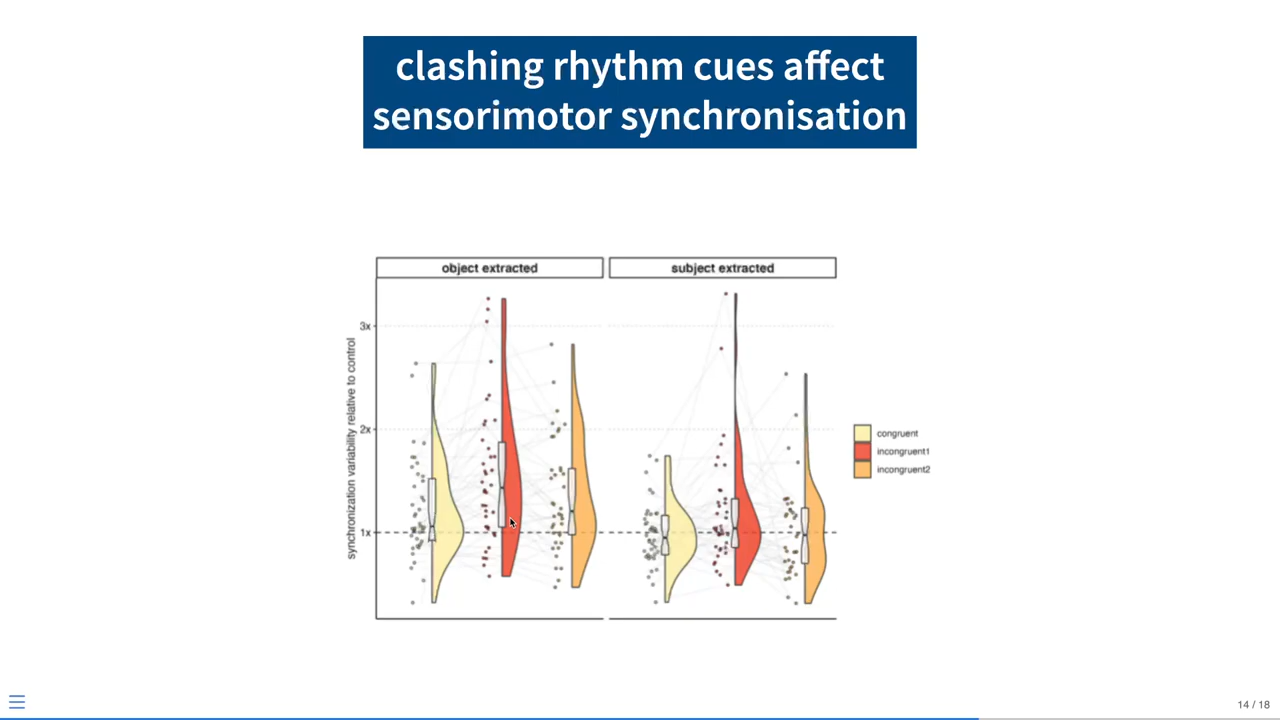 clashing rhythm cues affect
sensorimotor synchronisation
object extracted
subject extracted
synchronization variability relative to control
3x
2x
1x
congruent
incongruent1
incongruent2
14 / 18